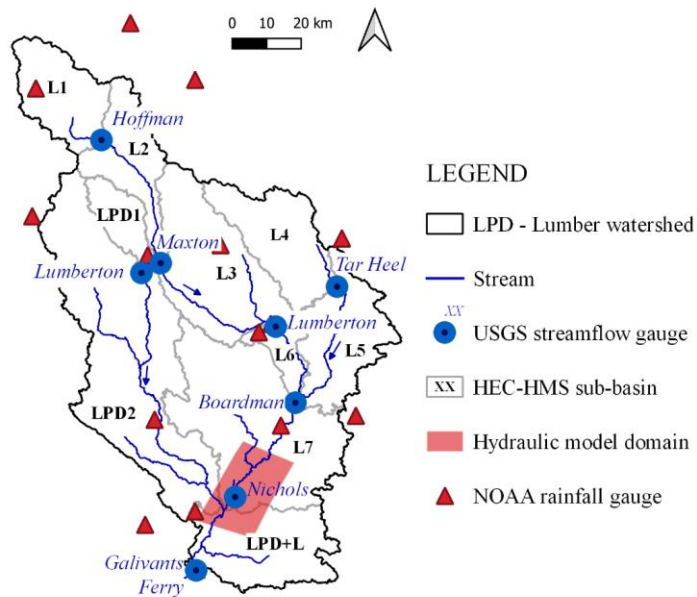 0 10 20 km
L1
Hoffman
L2
LPD1
L4
Maxton
Lumberton
L3
Tar Heel
Lumberton
L6
L5
Boardman
LPD2
L7
Nichols
LPD+L
Galivants
Ferry
LEGEND
LPD - Lumber watershed
Stream
XX
USGS streamflow gauge
XX HEC-HMS sub-basin
Hydraulic model domain
NOAA rainfall gauge